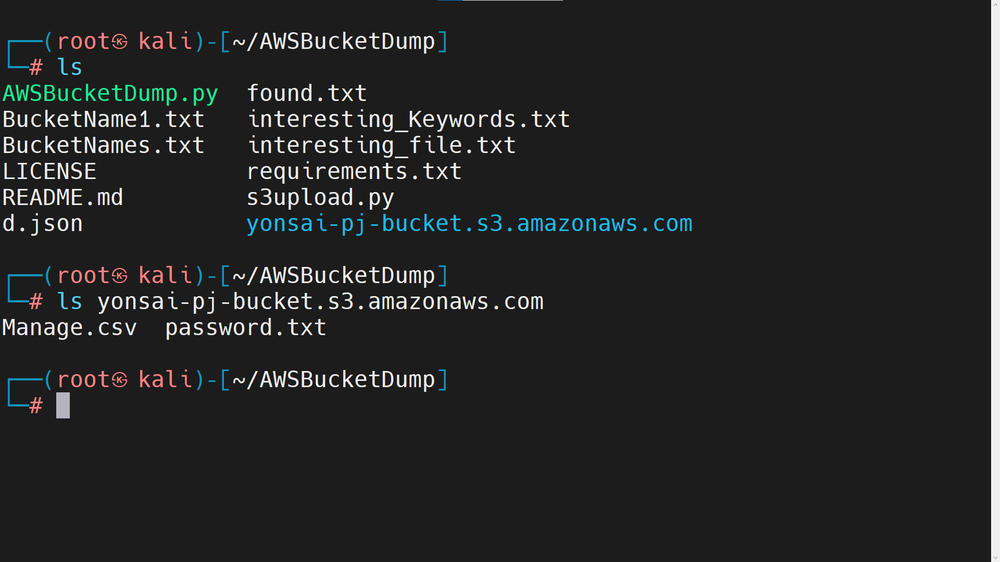 ┌──(root㉿kali)-[~/AWSBucketDump]
└─# ls
AWSBucketDump.py  found.txt
BucketName1.txt   interesting_Keywords.txt
BucketNames.txt   interesting_file.txt
LICENSE           requirements.txt
README.md         s3upload.py
d.json            yonsai-pj-bucket.s3.amazonaws.com
┌──(root㉿kali)-[~/AWSBucketDump]
└─# ls yonsai-pj-bucket.s3.amazonaws.com
Manage.csv  password.txt
┌──(root㉿kali)-[~/AWSBucketDump]
└─#